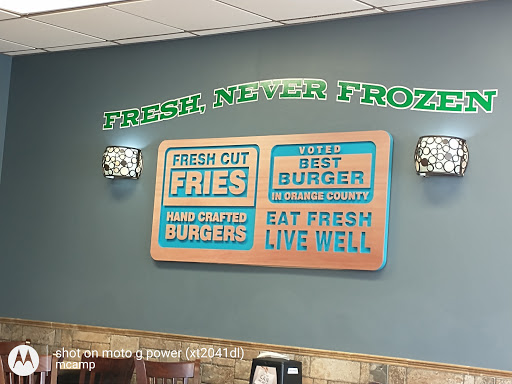 FRESH, NEVER FROZEN
FRESH CUT
FRIES
HAND CRAFTED
BURGERS
VOTED
BEST
BURGER
IN ORANGE COUNTY
EAT FRESH
LIVE WELL
shot on moto g power (xt2041dl)
mcamp